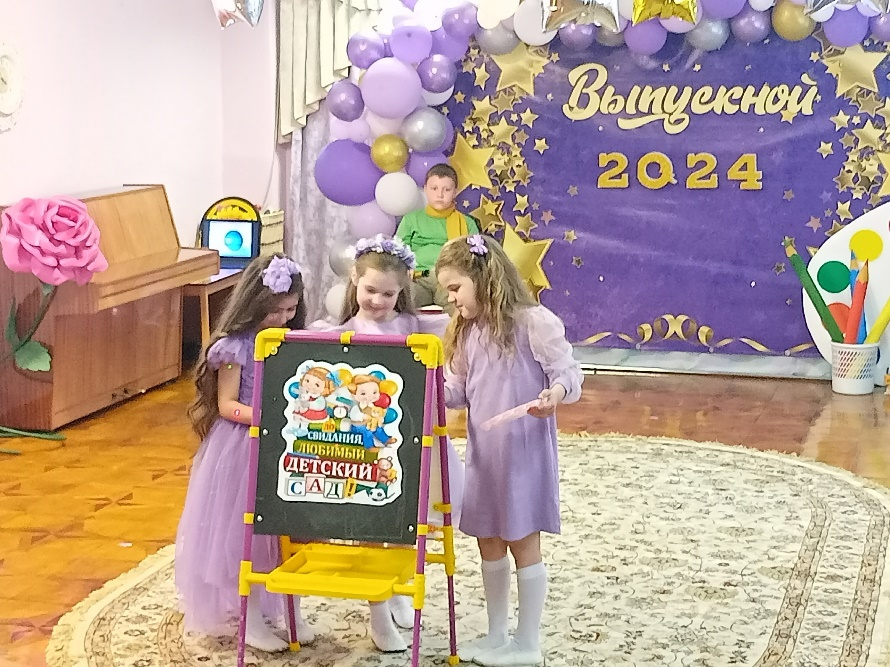 Выпускной
2024
ДО
СВИДАНИЯ,
ЛЮБИМЫЙ
ДЕТСКИЙ
САД!